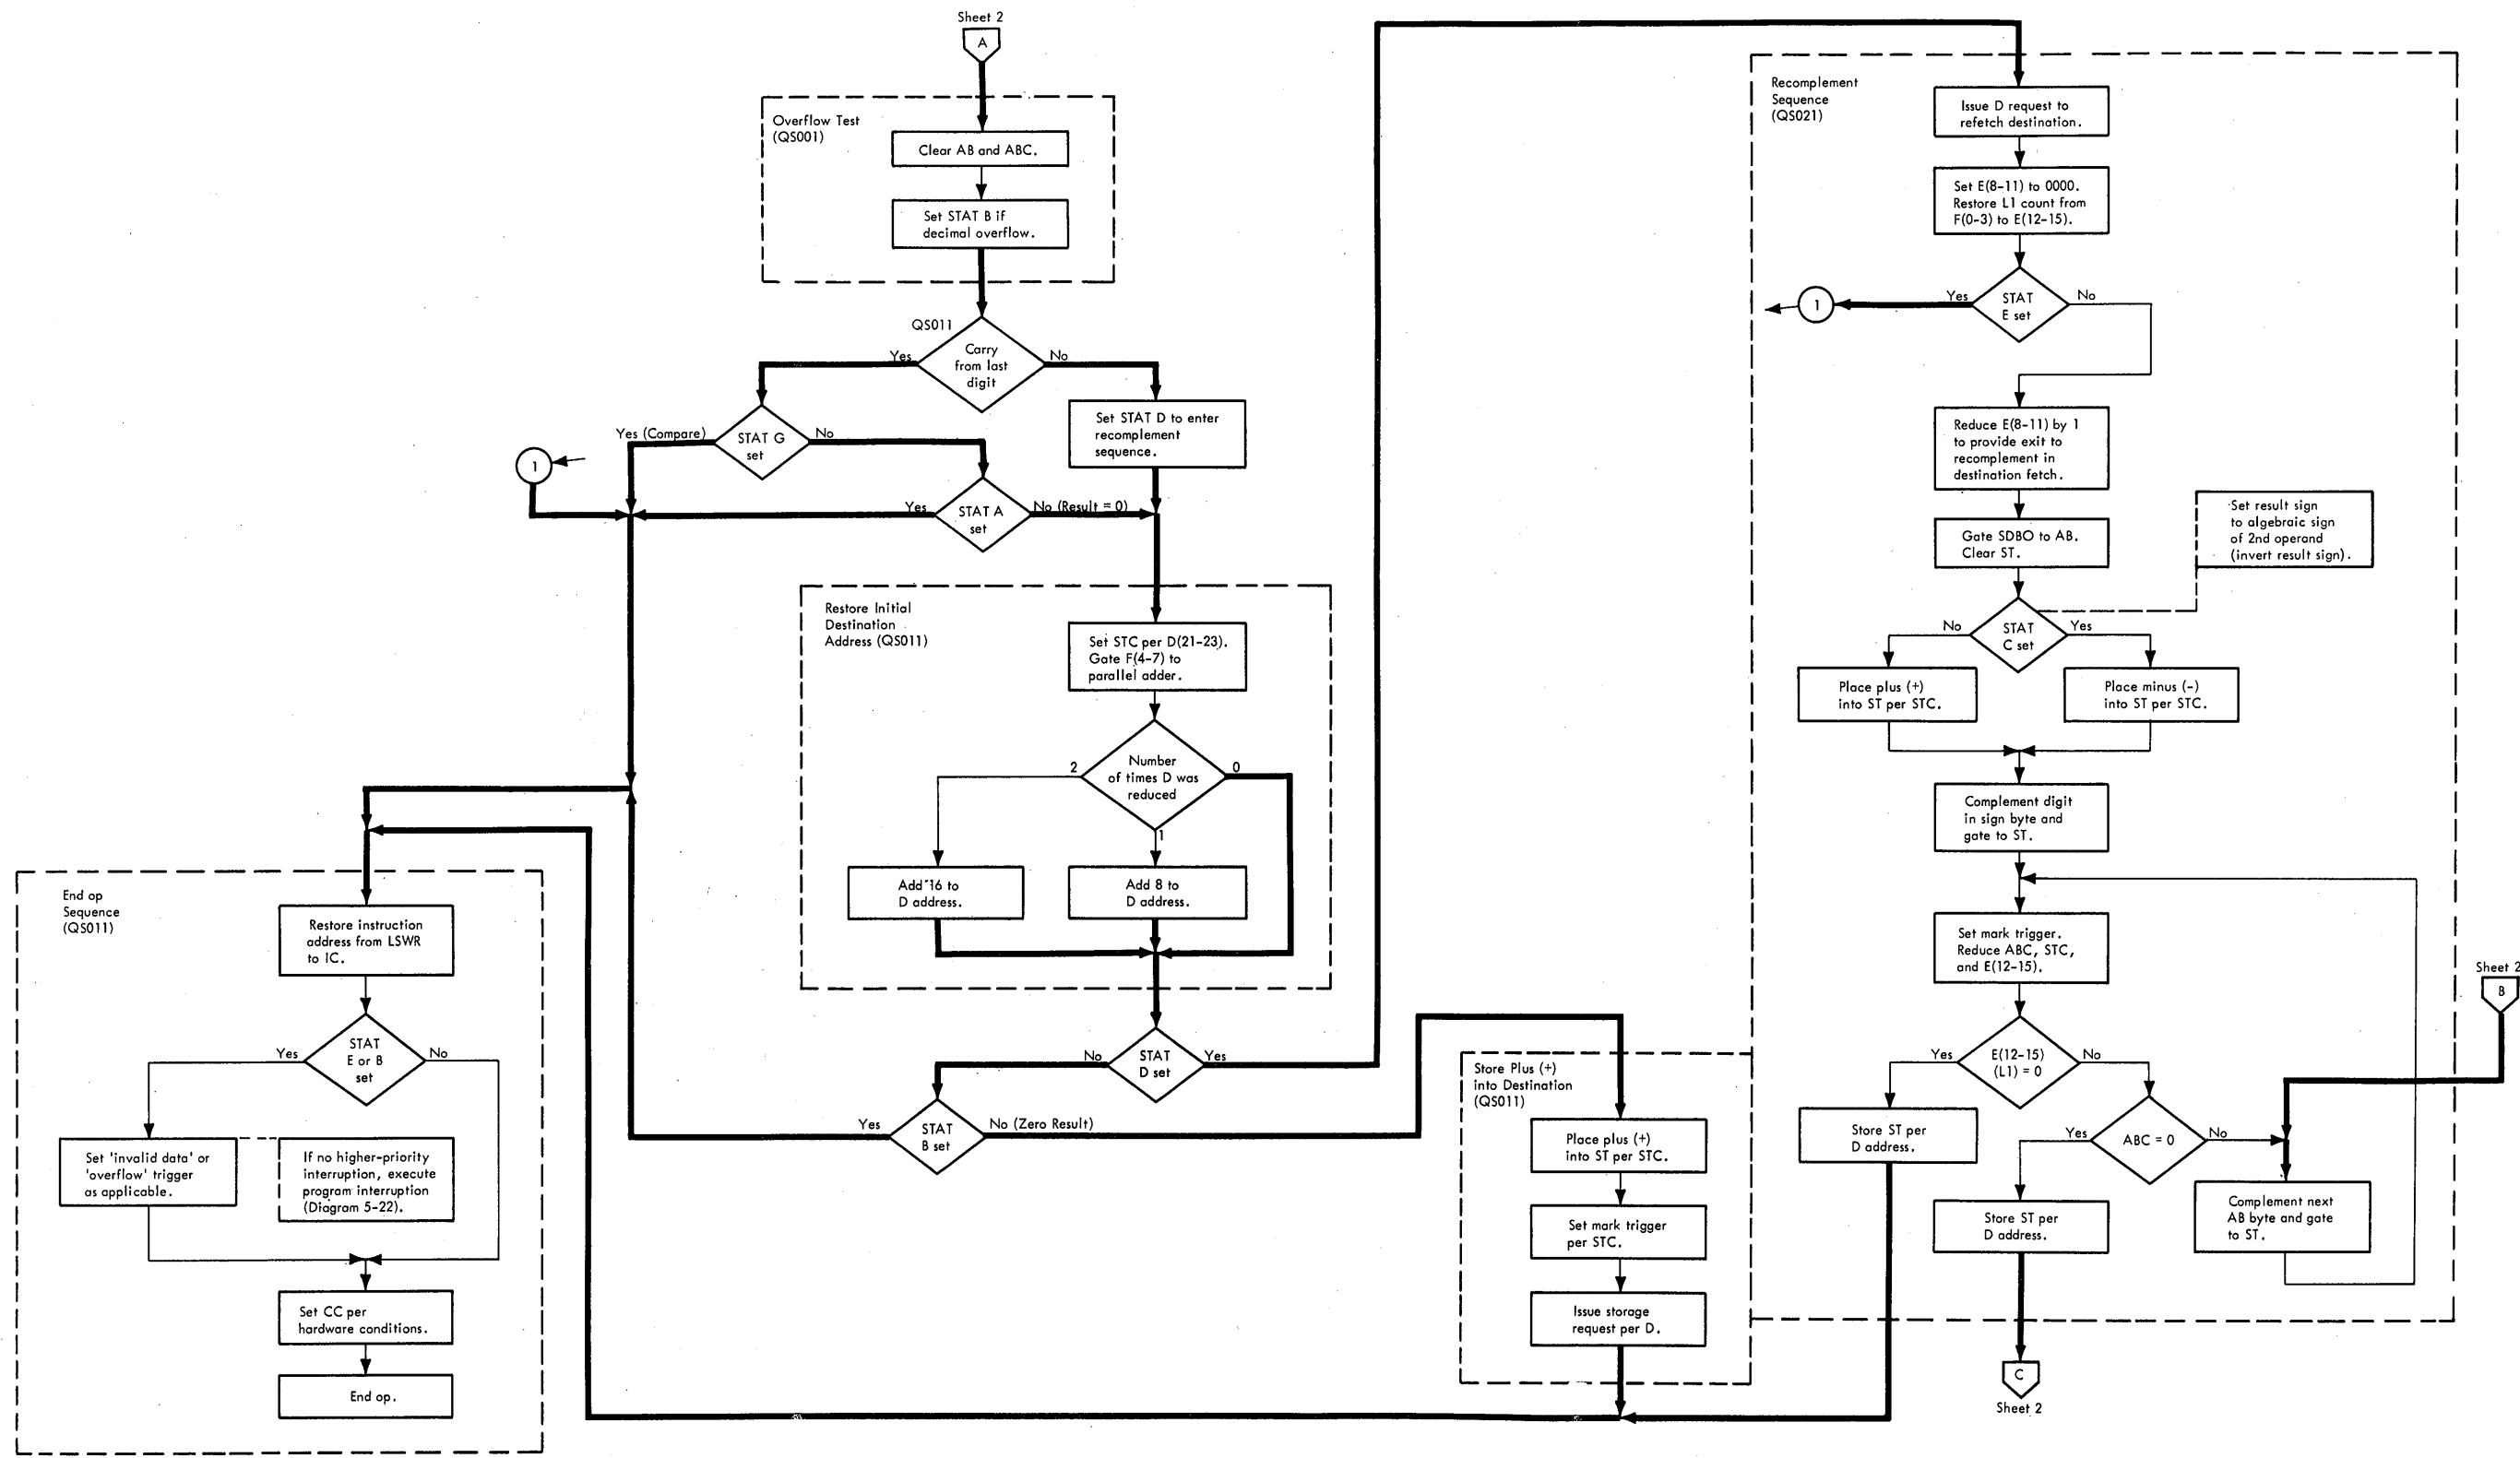 Sheet 2
A
Overflow Test
(QS001)
Clear AB and ABC.
Set STAT B if
decimal overflow.
QS011
Carry
from last
digit
Yes
No
STAT G
set
Yes (Compare)
No
Set STAT D to enter
recomplement
sequence.
1
STAT A
set
Yes
No (Result = 0)
Restore Initial
Destination
Address (QS011)
Set STC per D(21-23).
Gate F(4-7) to
parallel adder.
Number
of times D was
reduced
2
0
1
Add 16 to
D address.
Add 8 to
D address.
STAT
D set
No
Yes
STAT
B set
Yes
No (Zero Result)
End op
Sequence
(QS011)
Restore instruction
address from LSWR
to IC.
STAT
E or B
set
Yes
No
Set 'invalid data' or
'overflow' trigger
as applicable.
If no higher-priority
interruption, execute
program interruption
(Diagram 5-22).
Set CC per
hardware conditions.
End op.
Store Plus (+)
into Destination
(QS011)
Place plus (+)
into ST per STC.
Set mark trigger
per STC.
Issue storage
request per D.
Recomplement
Sequence
(QS021)
Issue D request to
refetch destination.
Set E(8-11) to 0000.
Restore L1 count from
F(0-3) to E(12-15).
STAT
E set
Yes
No
1
Reduce E(8-11) by 1
to provide exit to
recomplement in
destination fetch.
Gate SDBO to AB.
Clear ST.
Set result sign
to algebraic sign
of 2nd operand
(invert result sign).
STAT
C set
No
Yes
Place plus (+)
into ST per STC.
Place minus (-)
into ST per STC.
Complement digit
in sign byte and
gate to ST.
Set mark trigger.
Reduce ABC, STC,
and E(12-15).
E(12-15)
(L1) = 0
Yes
No
Store ST per
D address.
ABC = 0
Yes
No
Sheet 2
B
Store ST per
D address.
Complement next
AB byte and gate
to ST.
C
Sheet 2